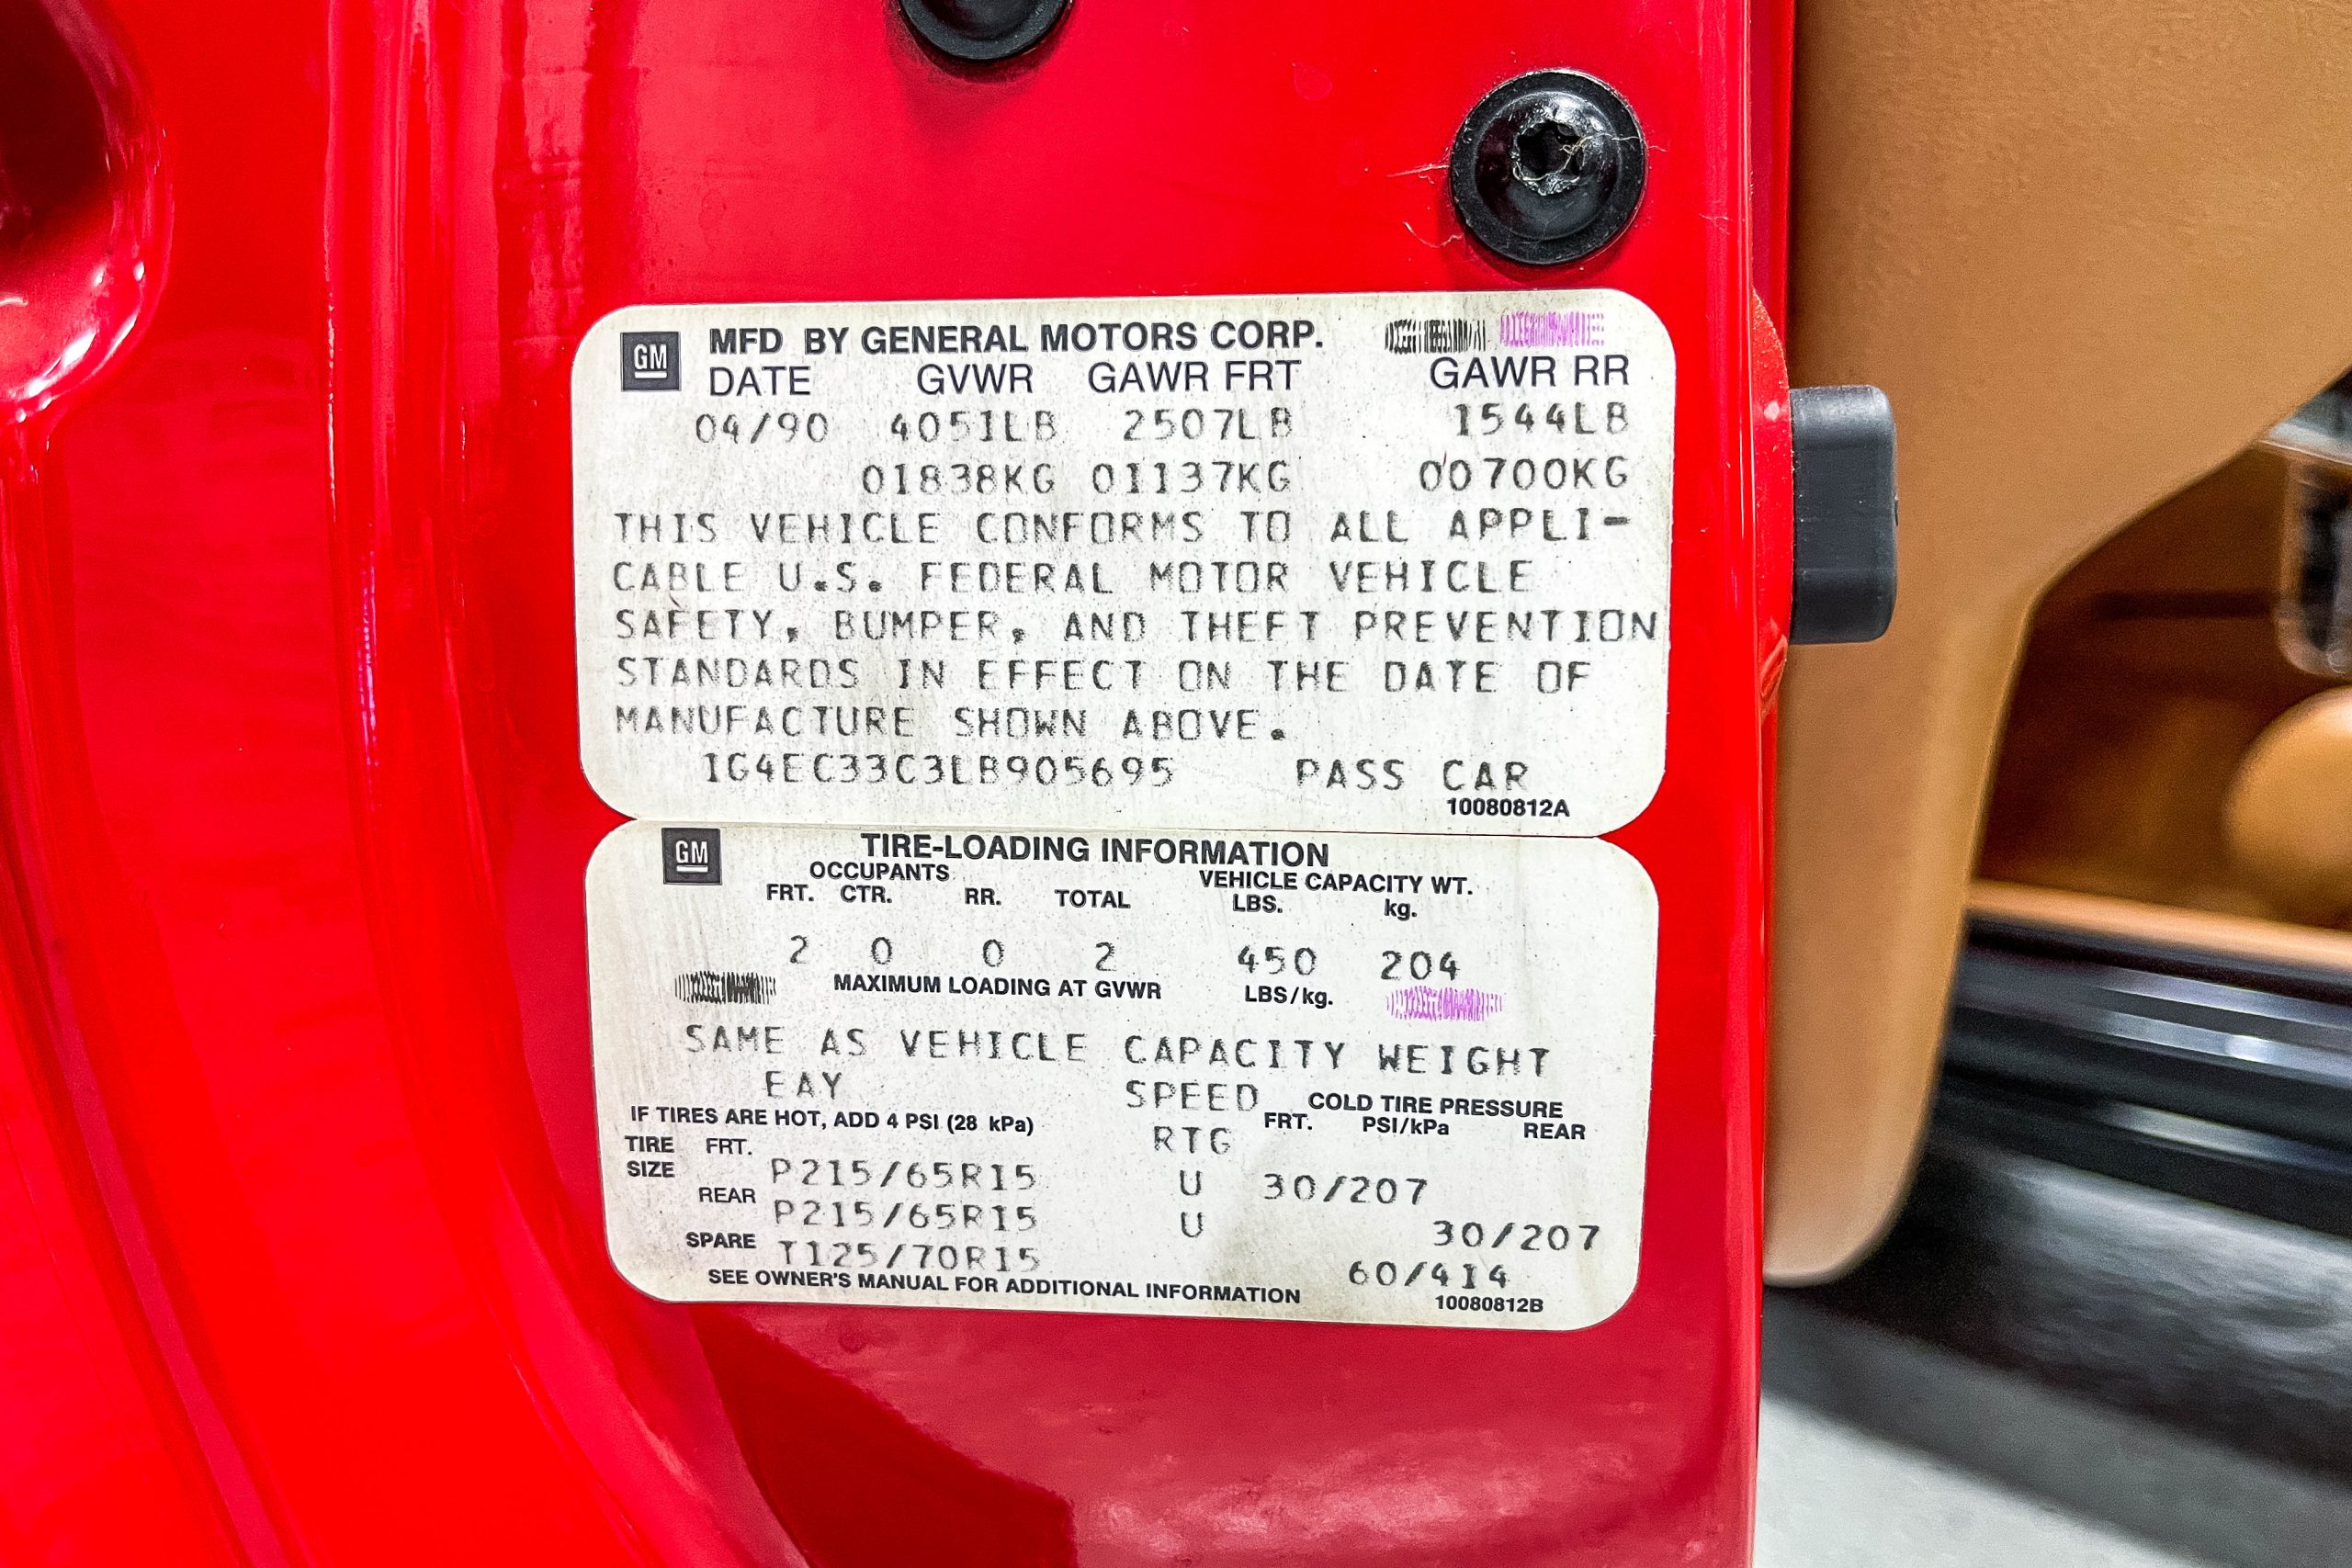 GM MFD BY GENERAL MOTORS CORP.
DATE GVWR GAWR FRT GAWR RR
04/90 4051LB 2507LB 1544LB
01838KG 01137KG 00700KG
THIS VEHICLE CONFORMS TO ALL APPLI-
CABLE U.S. FEDERAL MOTOR VEHICLE
SAFETY, BUMPER, AND THEFT PREVENTION
STANDARDS IN EFFECT ON THE DATE OF
MANUFACTURE SHOWN ABOVE.
1G4EC33C3LB905695 PASS CAR
10080812A
GM TIRE-LOADING INFORMATION
OCCUPANTS VEHICLE CAPACITY WT.
FRT. CTR. RR. TOTAL LBS. kg.
2 0 0 2 450 204
MAXIMUM LOADING AT GVWR LBS/kg.
SAME AS VEHICLE CAPACITY WEIGHT
EAY SPEED COLD TIRE PRESSURE
IF TIRES ARE HOT, ADD 4 PSI (28 kPa) FRT. PSI/kPa REAR
TIRE FRT. RTG
SIZE P215/65R15 U 30/207
REAR P215/65R15 U 30/207
SPARE T125/70R15 60/414
SEE OWNER'S MANUAL FOR ADDITIONAL INFORMATION 10080812B